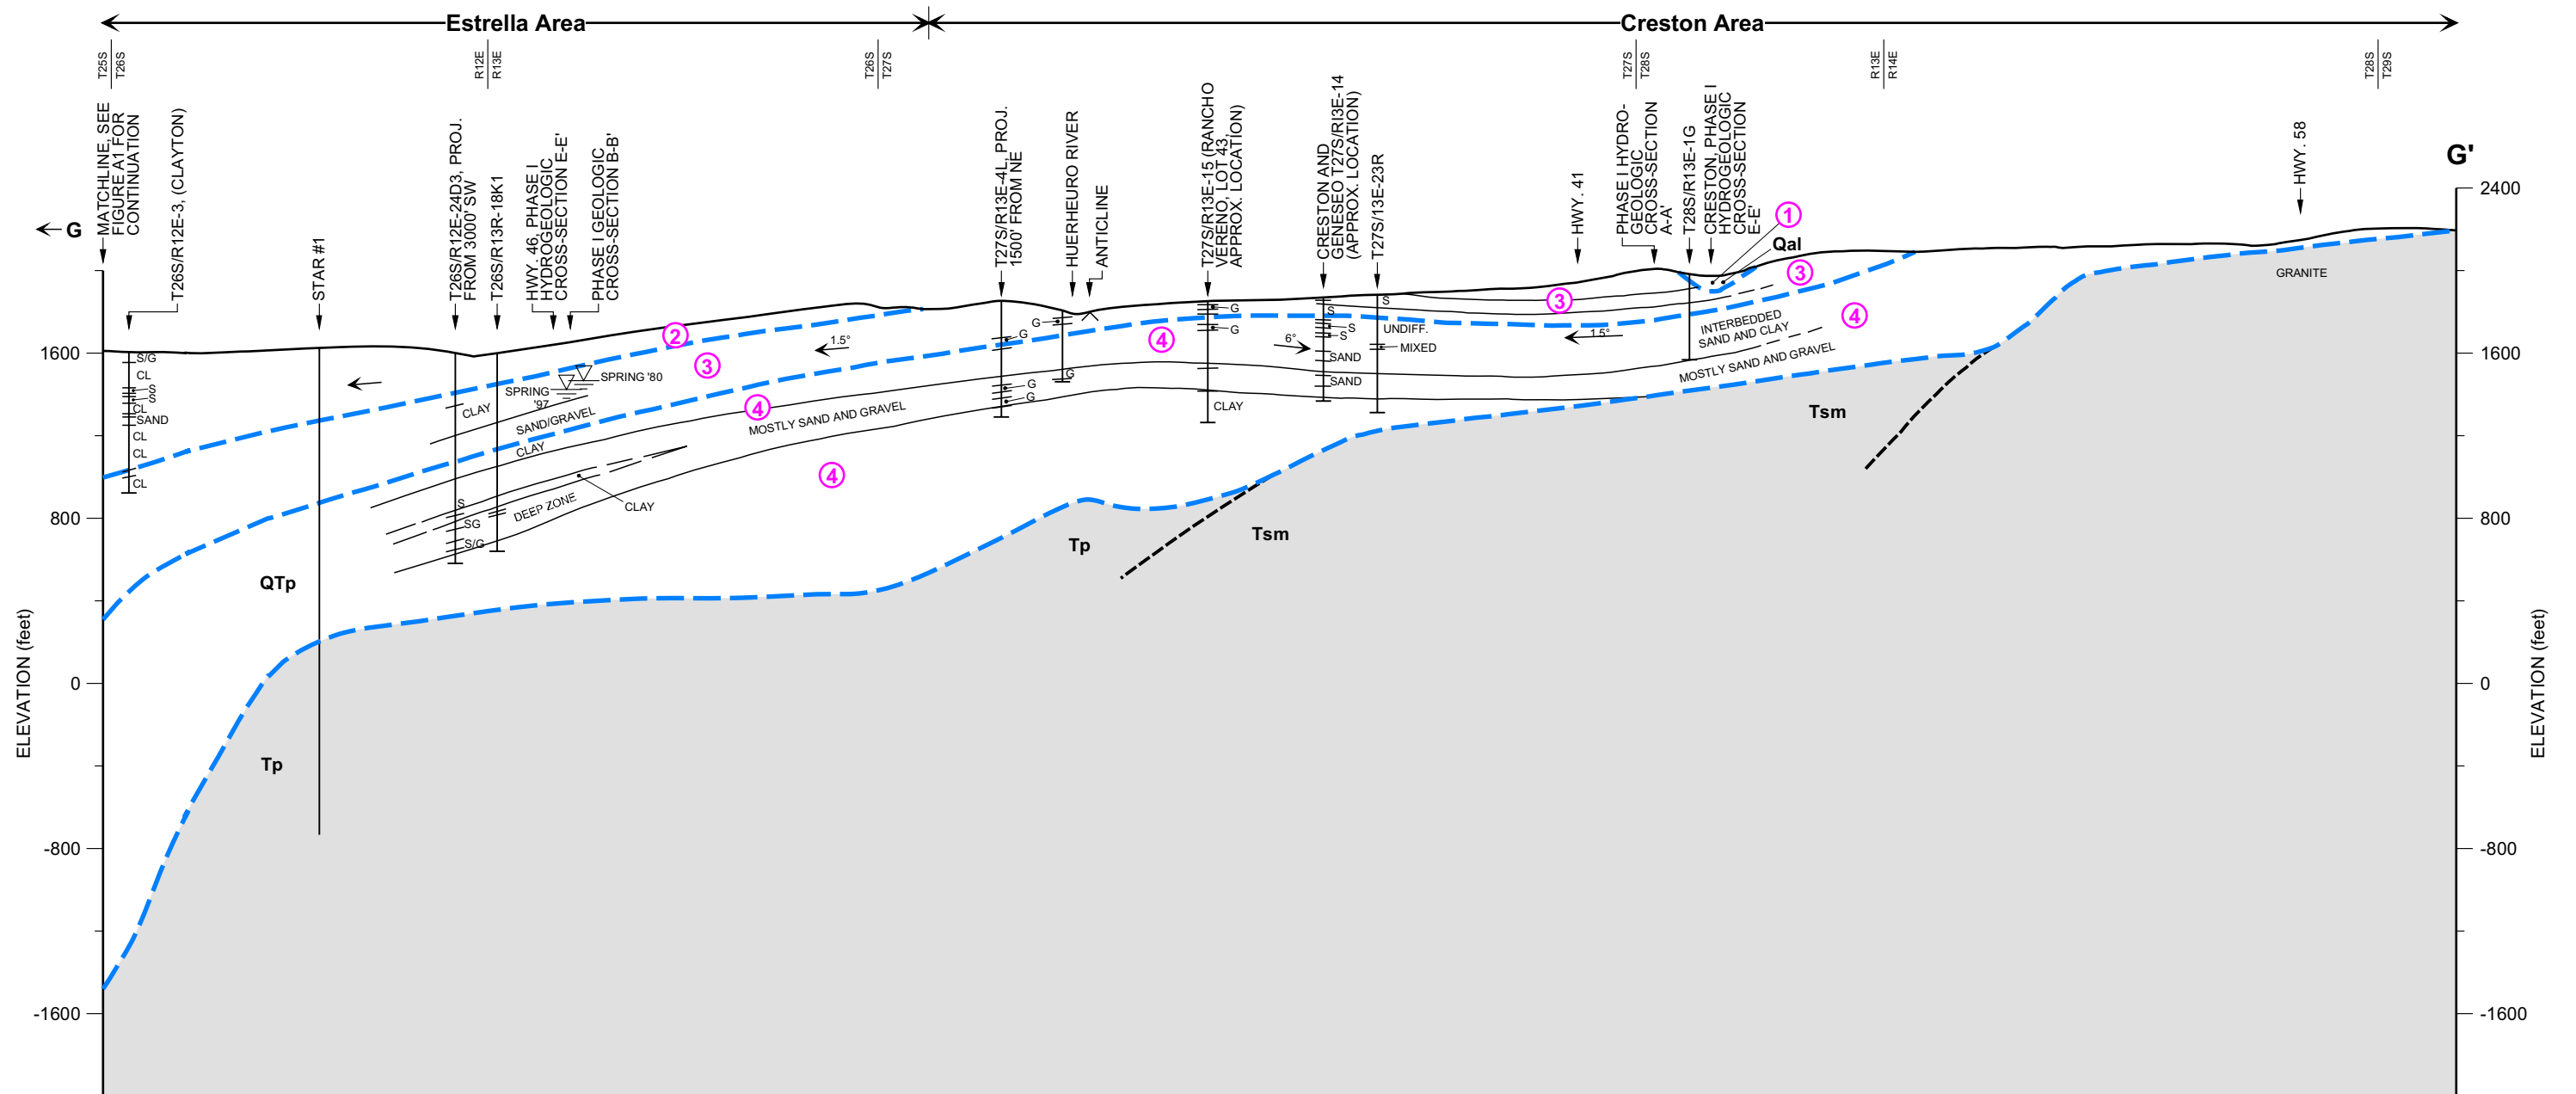 Estrella Area
Creston Area
T25S
T26S
R12E
R13E
T26S
T27S
T27S
T28S
R13E
R14E
T28S
T29S
G
G'
MATCHLINE, SEE
FIGURE A1 FOR
CONTINUATION
T26S/R12E-3, (CLAYTON)
STAR #1
T26S/R12E-24D3, PROJ.
FROM 3000' SW
T26S/R13R-18K1
HWY. 46, PHASE I
HYDROGEOLOGIC
CROSS-SECTION E-E'
PHASE I GEOLOGIC
CROSS-SECTION B-B'
T27S/R13E-4L, PROJ.
1500' FROM NE
HUERHEURO RIVER
ANTICLINE
T27S/R13E-15 (RANCHO
VERENO, LOT 43,
APPROX. LOCATION)
CRESTON AND
GENESEO T27S/RI3E-14
(APPROX. LOCATION)
T27S/13E-23R
HWY. 41
PHASE I HYDRO-
GEOLOGIC
CROSS-SECTION
A-A'
T28S/R13E-1G
CRESTON, PHASE I
HYDROGEOLOGIC
CROSS-SECTION
E-E'
HWY. 58
1
Qal
2
3
3
3
4
4
4
4
2400
1600
800
0
-800
-1600
1600
800
0
-800
-1600
ELEVATION (feet)
ELEVATION (feet)
S/G
CL
S
S
CL
SAND
CL
CL
CL
CLAY
SAND/GRAVEL
CLAY
SPRING
'97
SPRING '80
S
SG
S/G
DEEP ZONE
CLAY
MOSTLY SAND AND GRAVEL
1.5°
G
G
G
G
G
G
G
CLAY
6°
S
S
S
SAND
SAND
S
UNDIFF.
MIXED
1.5°
INTERBEDDED
SAND AND CLAY
MOSTLY SAND AND GRAVEL
GRANITE
QTp
Tp
Tp
Tsm
Tsm